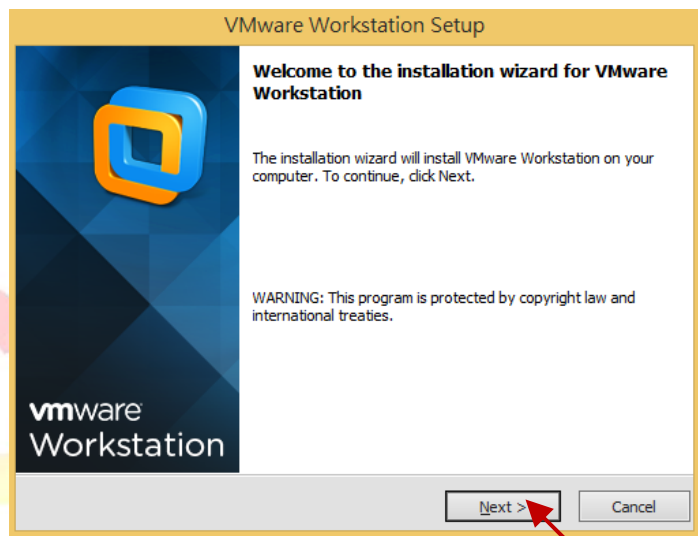 VMware Workstation Setup
Welcome to the installation wizard for VMware
Workstation
The installation wizard will install VMware Workstation on your
computer. To continue, click Next.
WARNING: This program is protected by copyright law and
international treaties.
vmware
Workstation
Next >
Cancel